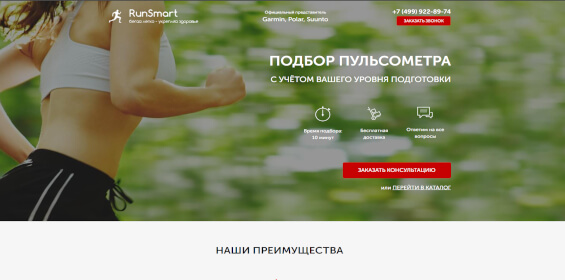 RunSmart
бегай легко - укрепляй здоровье
Официальный представитель
Garmin, Polar, Suunto
+7 (499) 922-89-74
ЗАКАЗАТЬ ЗВОНОК
ПОДБОР ПУЛЬСОМЕТРА
С УЧЁТОМ ВАШЕГО УРОВНЯ ПОДГОТОВКИ
Время подбора:
10 минут
Бесплатная
доставка
Ответим на все
вопросы
ЗАКАЗАТЬ КОНСУЛЬТАЦИЮ
или ПЕРЕЙТИ В КАТАЛОГ
НАШИ ПРЕИМУЩЕСТВА